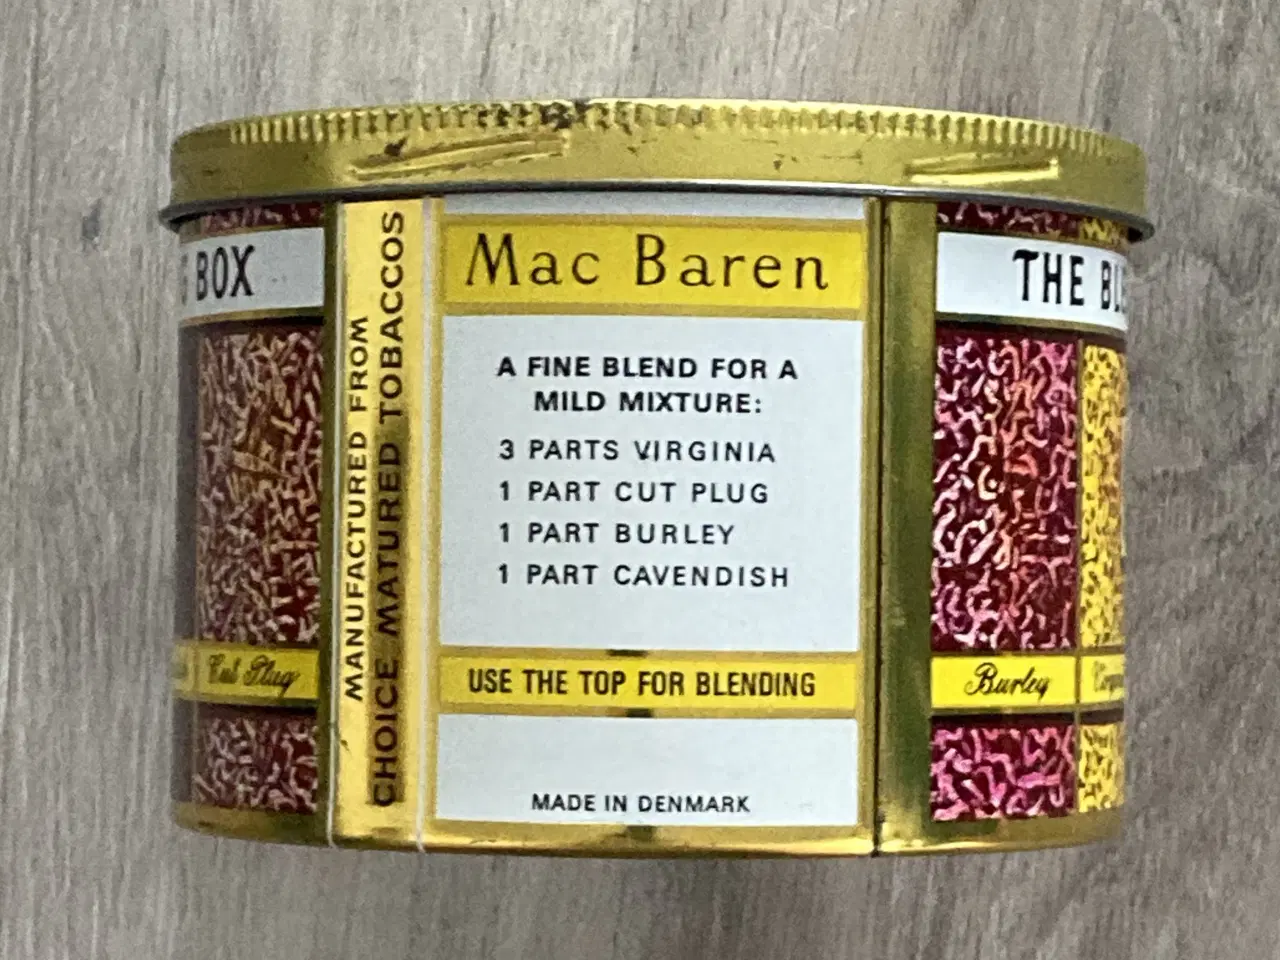 BOX
MANUFACTURED FROM
CHOICE MATURED TOBACCOS
Mac Baren
A FINE BLEND FOR A
MILD MIXTURE:
3 PARTS VIRGINIA
1 PART CUT PLUG
1 PART BURLEY
1 PART CAVENDISH
USE THE TOP FOR BLENDING
MADE IN DENMARK
Cut Plug
THE
Burley